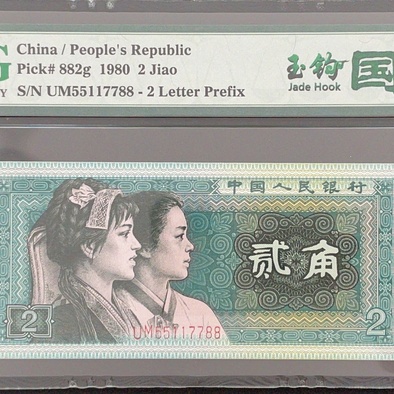 China / People's Republic
Pick# 882g 1980 2 Jiao
S/N UM55117788 - 2 Letter Prefix
玉钩国
Jade Hook
G
Y
中国人民银行
贰角
2
UM55117788
2